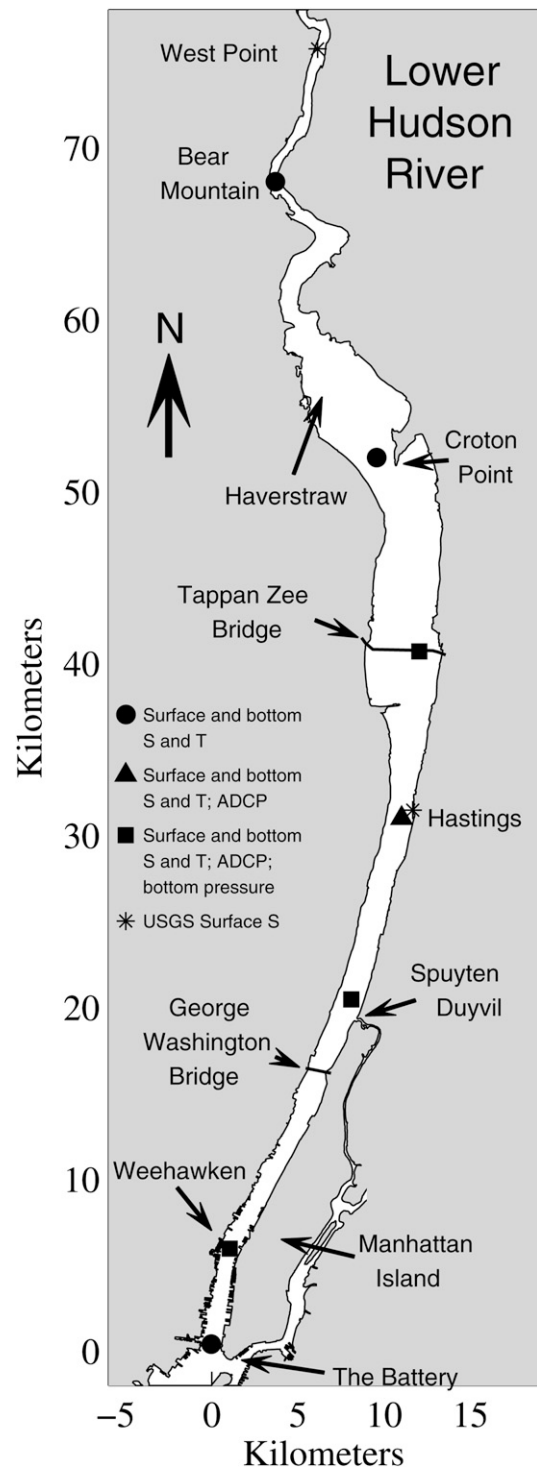 West Point
Lower
Hudson
River
70
Bear
Mountain
60
N
Croton
Point
50
Haverstraw
Tappan Zee
Bridge
40
Kilometers
Surface and bottom
S and T
Surface and bottom
S and T; ADCP
Surface and bottom
S and T; ADCP;
bottom pressure
USGS Surface S
Hastings
30
Spuyten
Duyvil
20
George
Washington
Bridge
10
Weehawken
Manhattan
Island
0
The Battery
−5 0 5 10 15
Kilometers